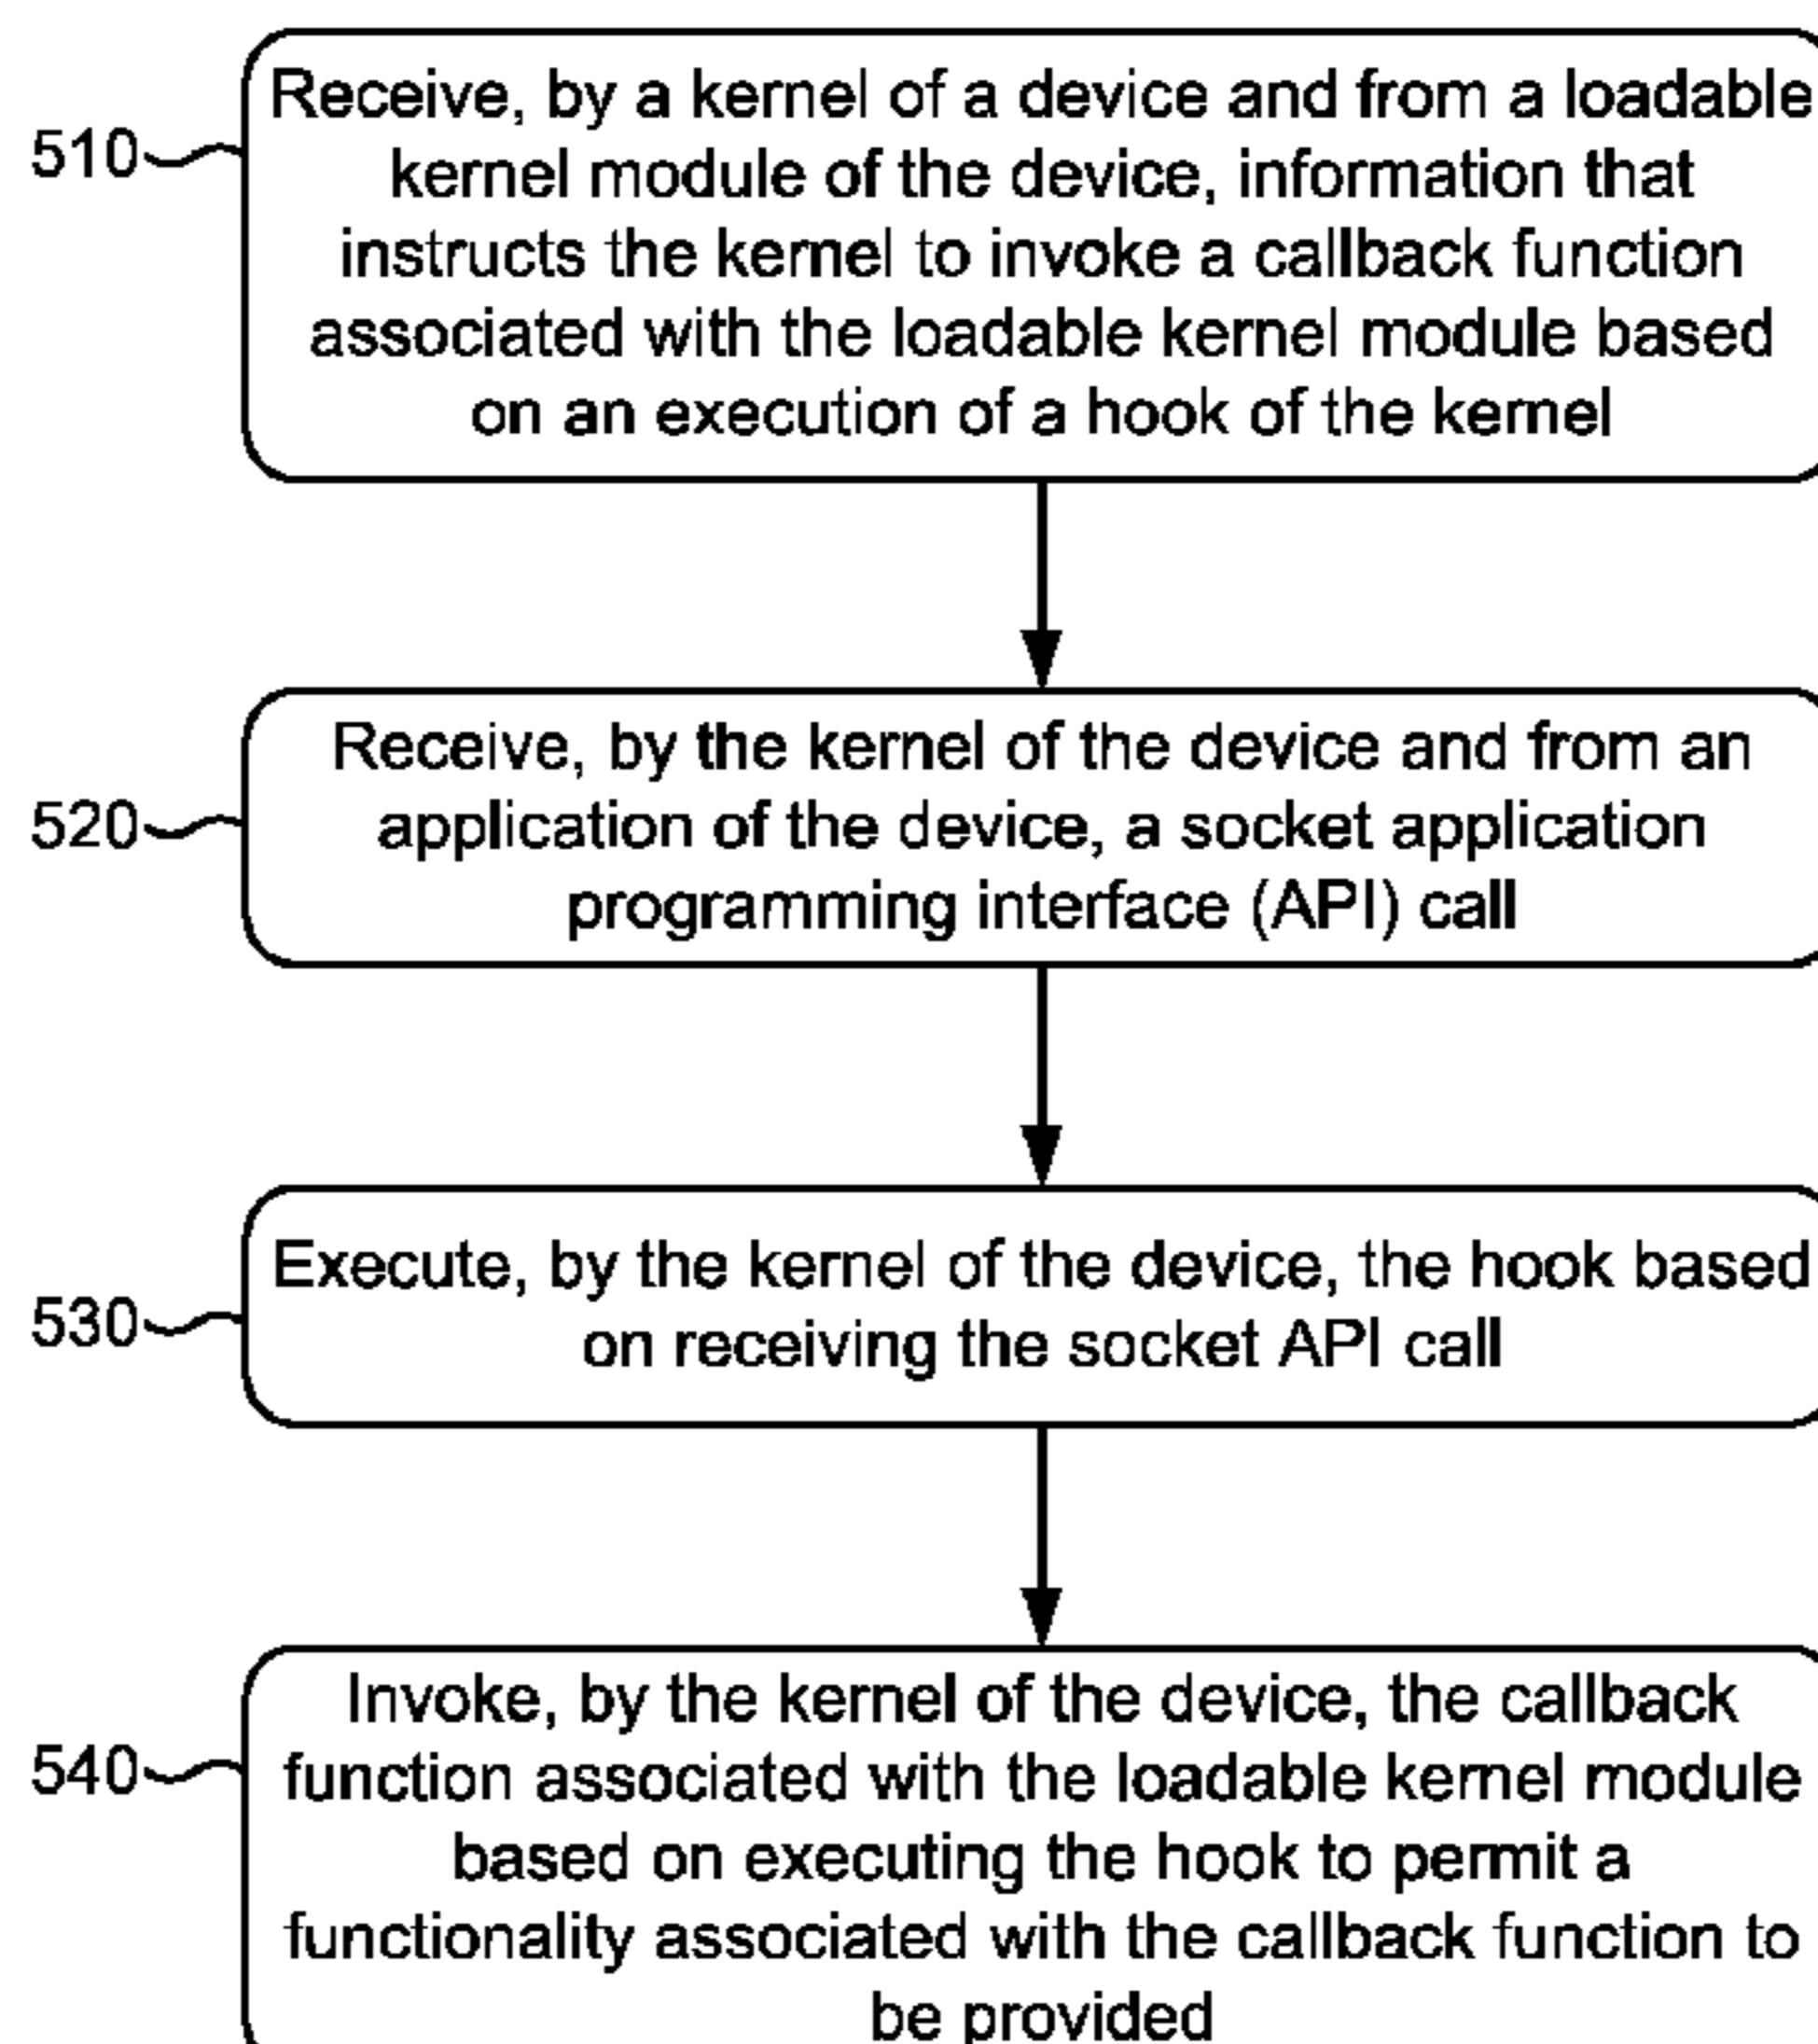 Receive, by a kernel of a device and from a loadable
510 kernel module of the device, information that
instructs the kernel to invoke a callback function
associated with the loadable kernel module based
on an execution of a hook of the kernel
Receive, by the kernel of the device and from an
520 application of the device, a socket application
programming interface (API) call
Execute, by the kernel of the device, the hook based
530 on receiving the socket API call
Invoke, by the kernel of the device, the callback
540 function associated with the loadable kernel module
based on executing the hook to permit a
functionality associated with the callback function to
be provided